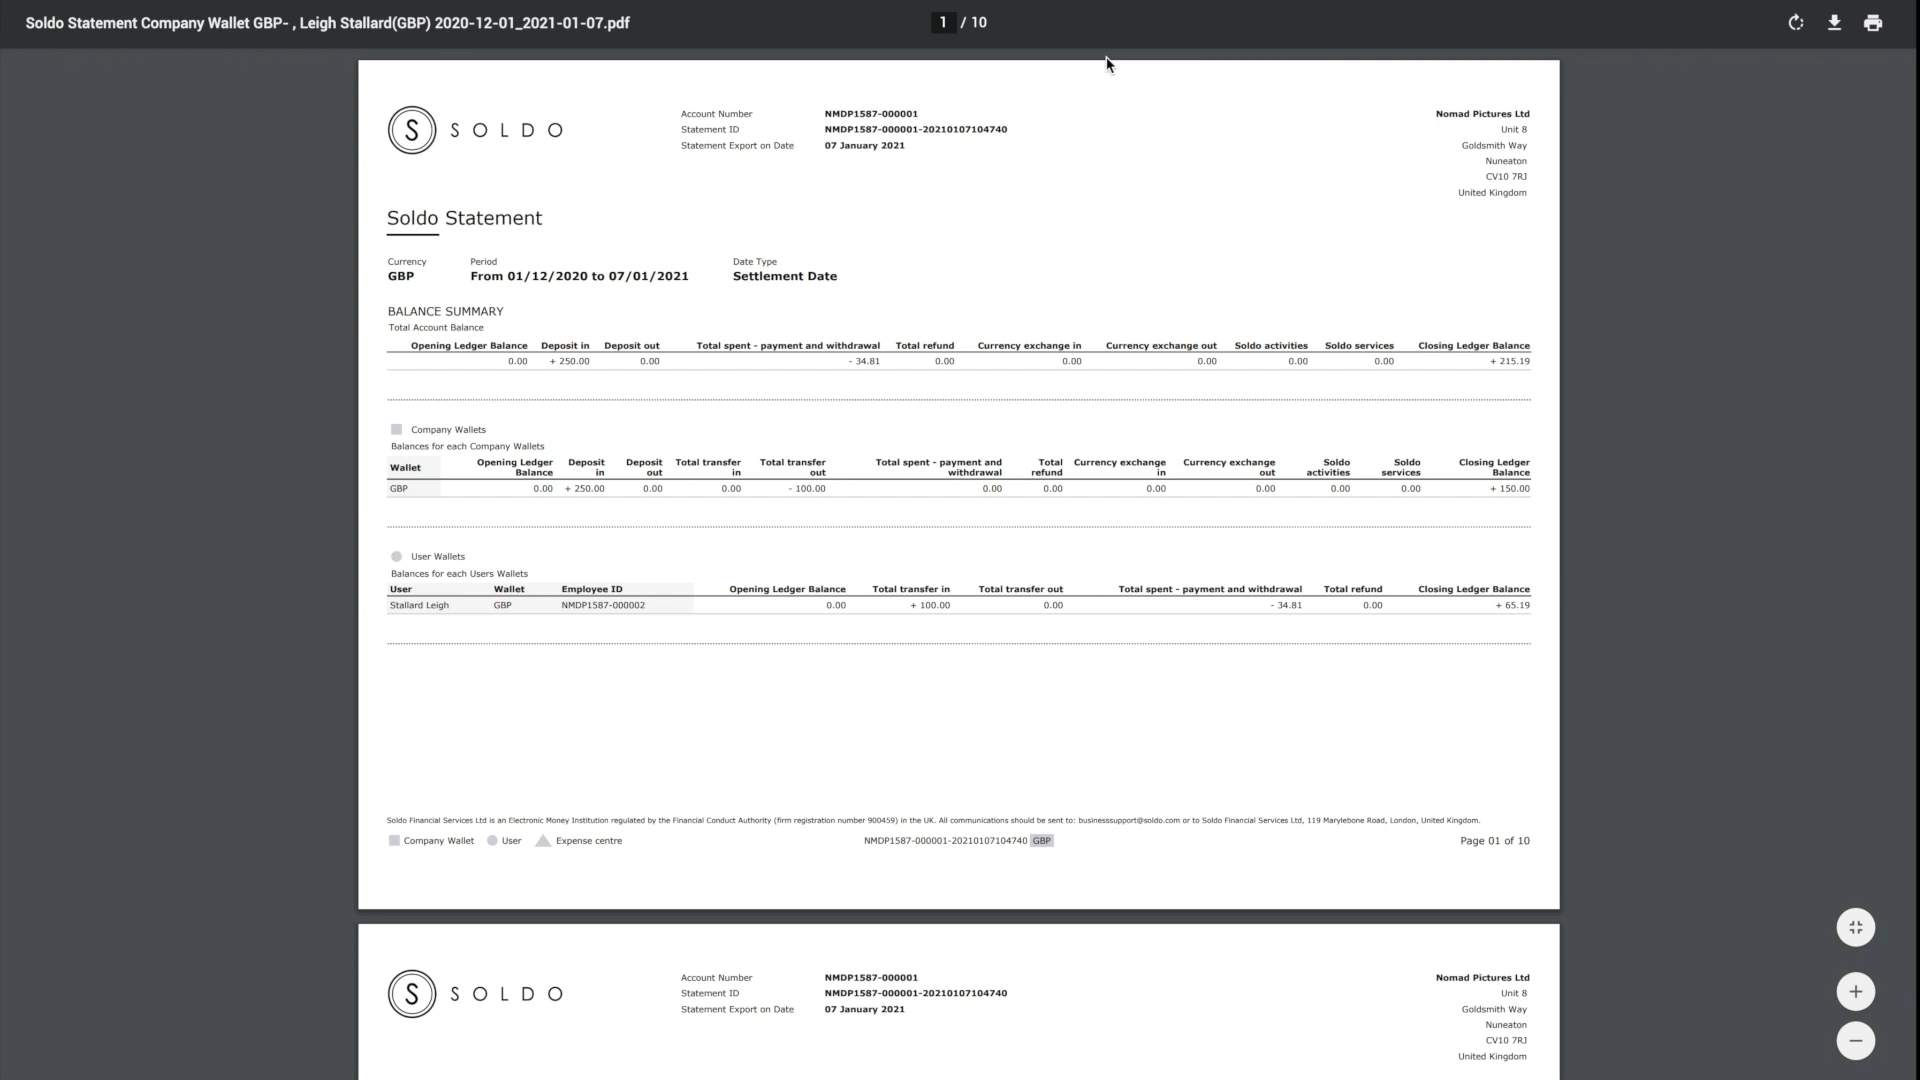 Soldo Statement Company Wallet GBP- , Leigh Stallard(GBP) 2020-12-01_2021-01-07.pdf
1 / 10
S SOLDO
Account Number NMDP1587-000001
Statement ID NMDP1587-000001-20210107104740
Statement Export on Date 07 January 2021
Nomad Pictures Ltd
Unit 8
Goldsmith Way
Nuneaton
CV10 7RJ
United Kingdom
Soldo Statement
Currency Period Date Type
GBP From 01/12/2020 to 07/01/2021 Settlement Date
BALANCE SUMMARY
Total Account Balance
Opening Ledger Balance Deposit in Deposit out Total spent - payment and withdrawal Total refund Currency exchange in Currency exchange out Soldo activities Soldo services Closing Ledger Balance
0.00 + 250.00 0.00 - 34.81 0.00 0.00 0.00 0.00 0.00 + 215.19
Company Wallets
Balances for each Company Wallets
Wallet Opening Ledger Balance Deposit in Deposit out Total transfer in Total transfer out Total spent - payment and withdrawal Total refund Currency exchange in Currency exchange out Soldo activities Soldo services Closing Ledger Balance
GBP 0.00 + 250.00 0.00 0.00 - 100.00 0.00 0.00 0.00 0.00 0.00 0.00 + 150.00
User Wallets
Balances for each Users Wallets
User Wallet Employee ID Opening Ledger Balance Total transfer in Total transfer out Total spent - payment and withdrawal Total refund Closing Ledger Balance
Stallard Leigh GBP NMDP1587-000002 0.00 + 100.00 0.00 - 34.81 0.00 + 65.19
Soldo Financial Services Ltd is an Electronic Money Institution regulated by the Financial Conduct Authority (firm registration number 900459) in the UK. All communications should be sent to: businesssupport@soldo.com or to Soldo Financial Services Ltd, 119 Marylebone Road, London, United Kingdom.
Company Wallet User Expense centre NMDP1587-000001-20210107104740 GBP Page 01 of 10
S SOLDO
Account Number NMDP1587-000001
Statement ID NMDP1587-000001-20210107104740
Statement Export on Date 07 January 2021
Nomad Pictures Ltd
Unit 8
Goldsmith Way
Nuneaton
CV10 7RJ
United Kingdom